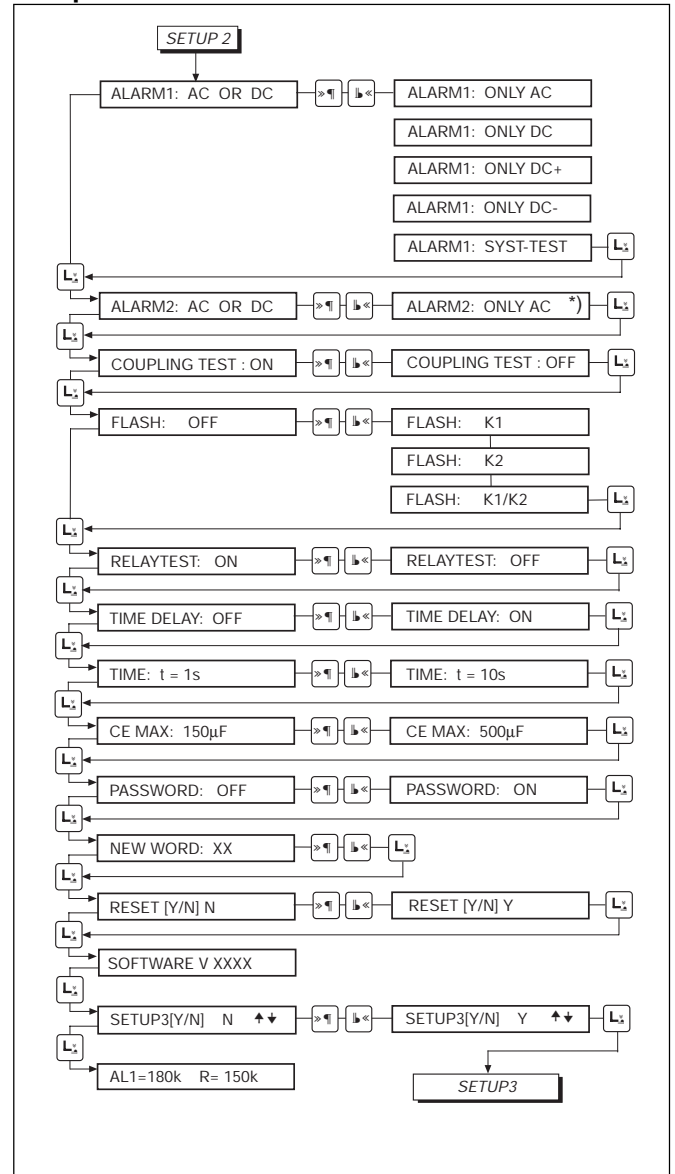 SETUP 2
ALARM1: AC OR DC
ALARM1: ONLY AC
ALARM1: ONLY DC
ALARM1: ONLY DC+
ALARM1: ONLY DC-
ALARM1: SYST-TEST
ALARM2: AC OR DC
ALARM2: ONLY AC *)
COUPLING TEST : ON
COUPLING TEST : OFF
FLASH: OFF
FLASH: K1
FLASH: K2
FLASH: K1/K2
RELAYTEST: ON
RELAYTEST: OFF
TIME DELAY: OFF
TIME DELAY: ON
TIME: t = 1s
TIME: t = 10s
CE MAX: 150µF
CE MAX: 500µF
PASSWORD: OFF
PASSWORD: ON
NEW WORD: XX
RESET [Y/N] N
RESET [Y/N] Y
SOFTWARE V XXXX
SETUP3[Y/N] N
SETUP3[Y/N] Y
AL1=180k R= 150k
SETUP3